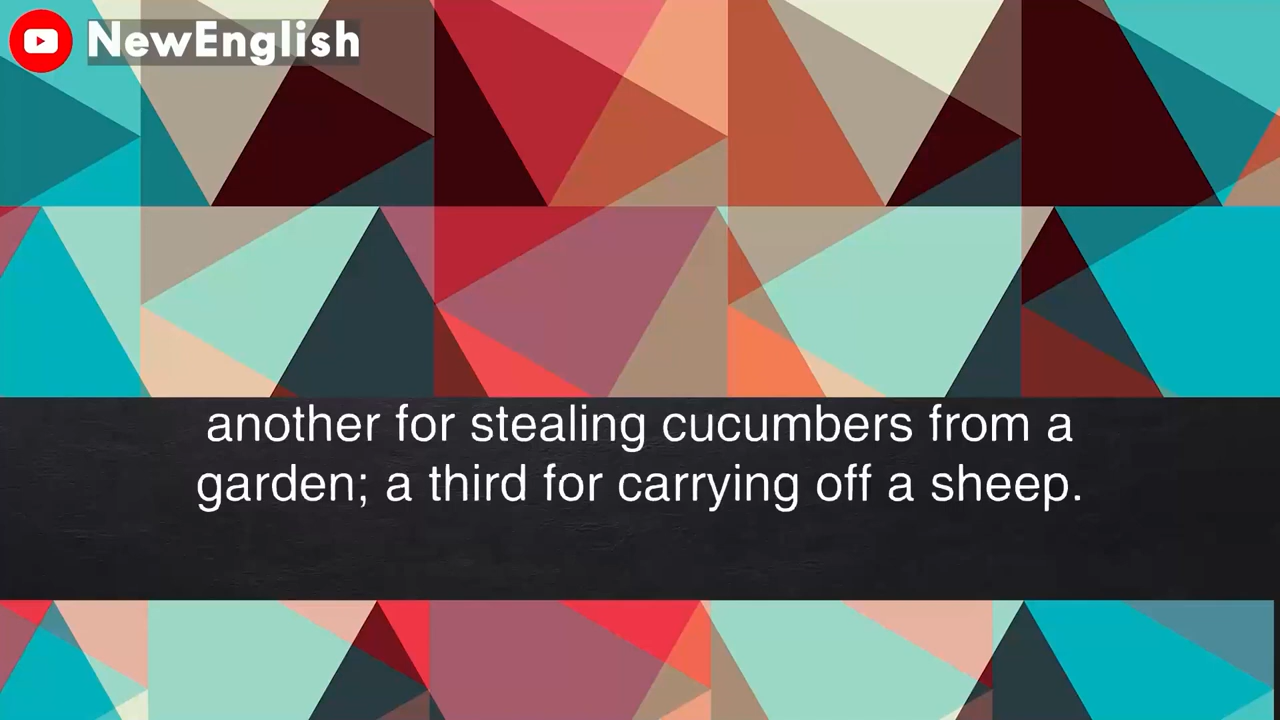 NewEnglish
another for stealing cucumbers from a
garden; a third for carrying off a sheep.